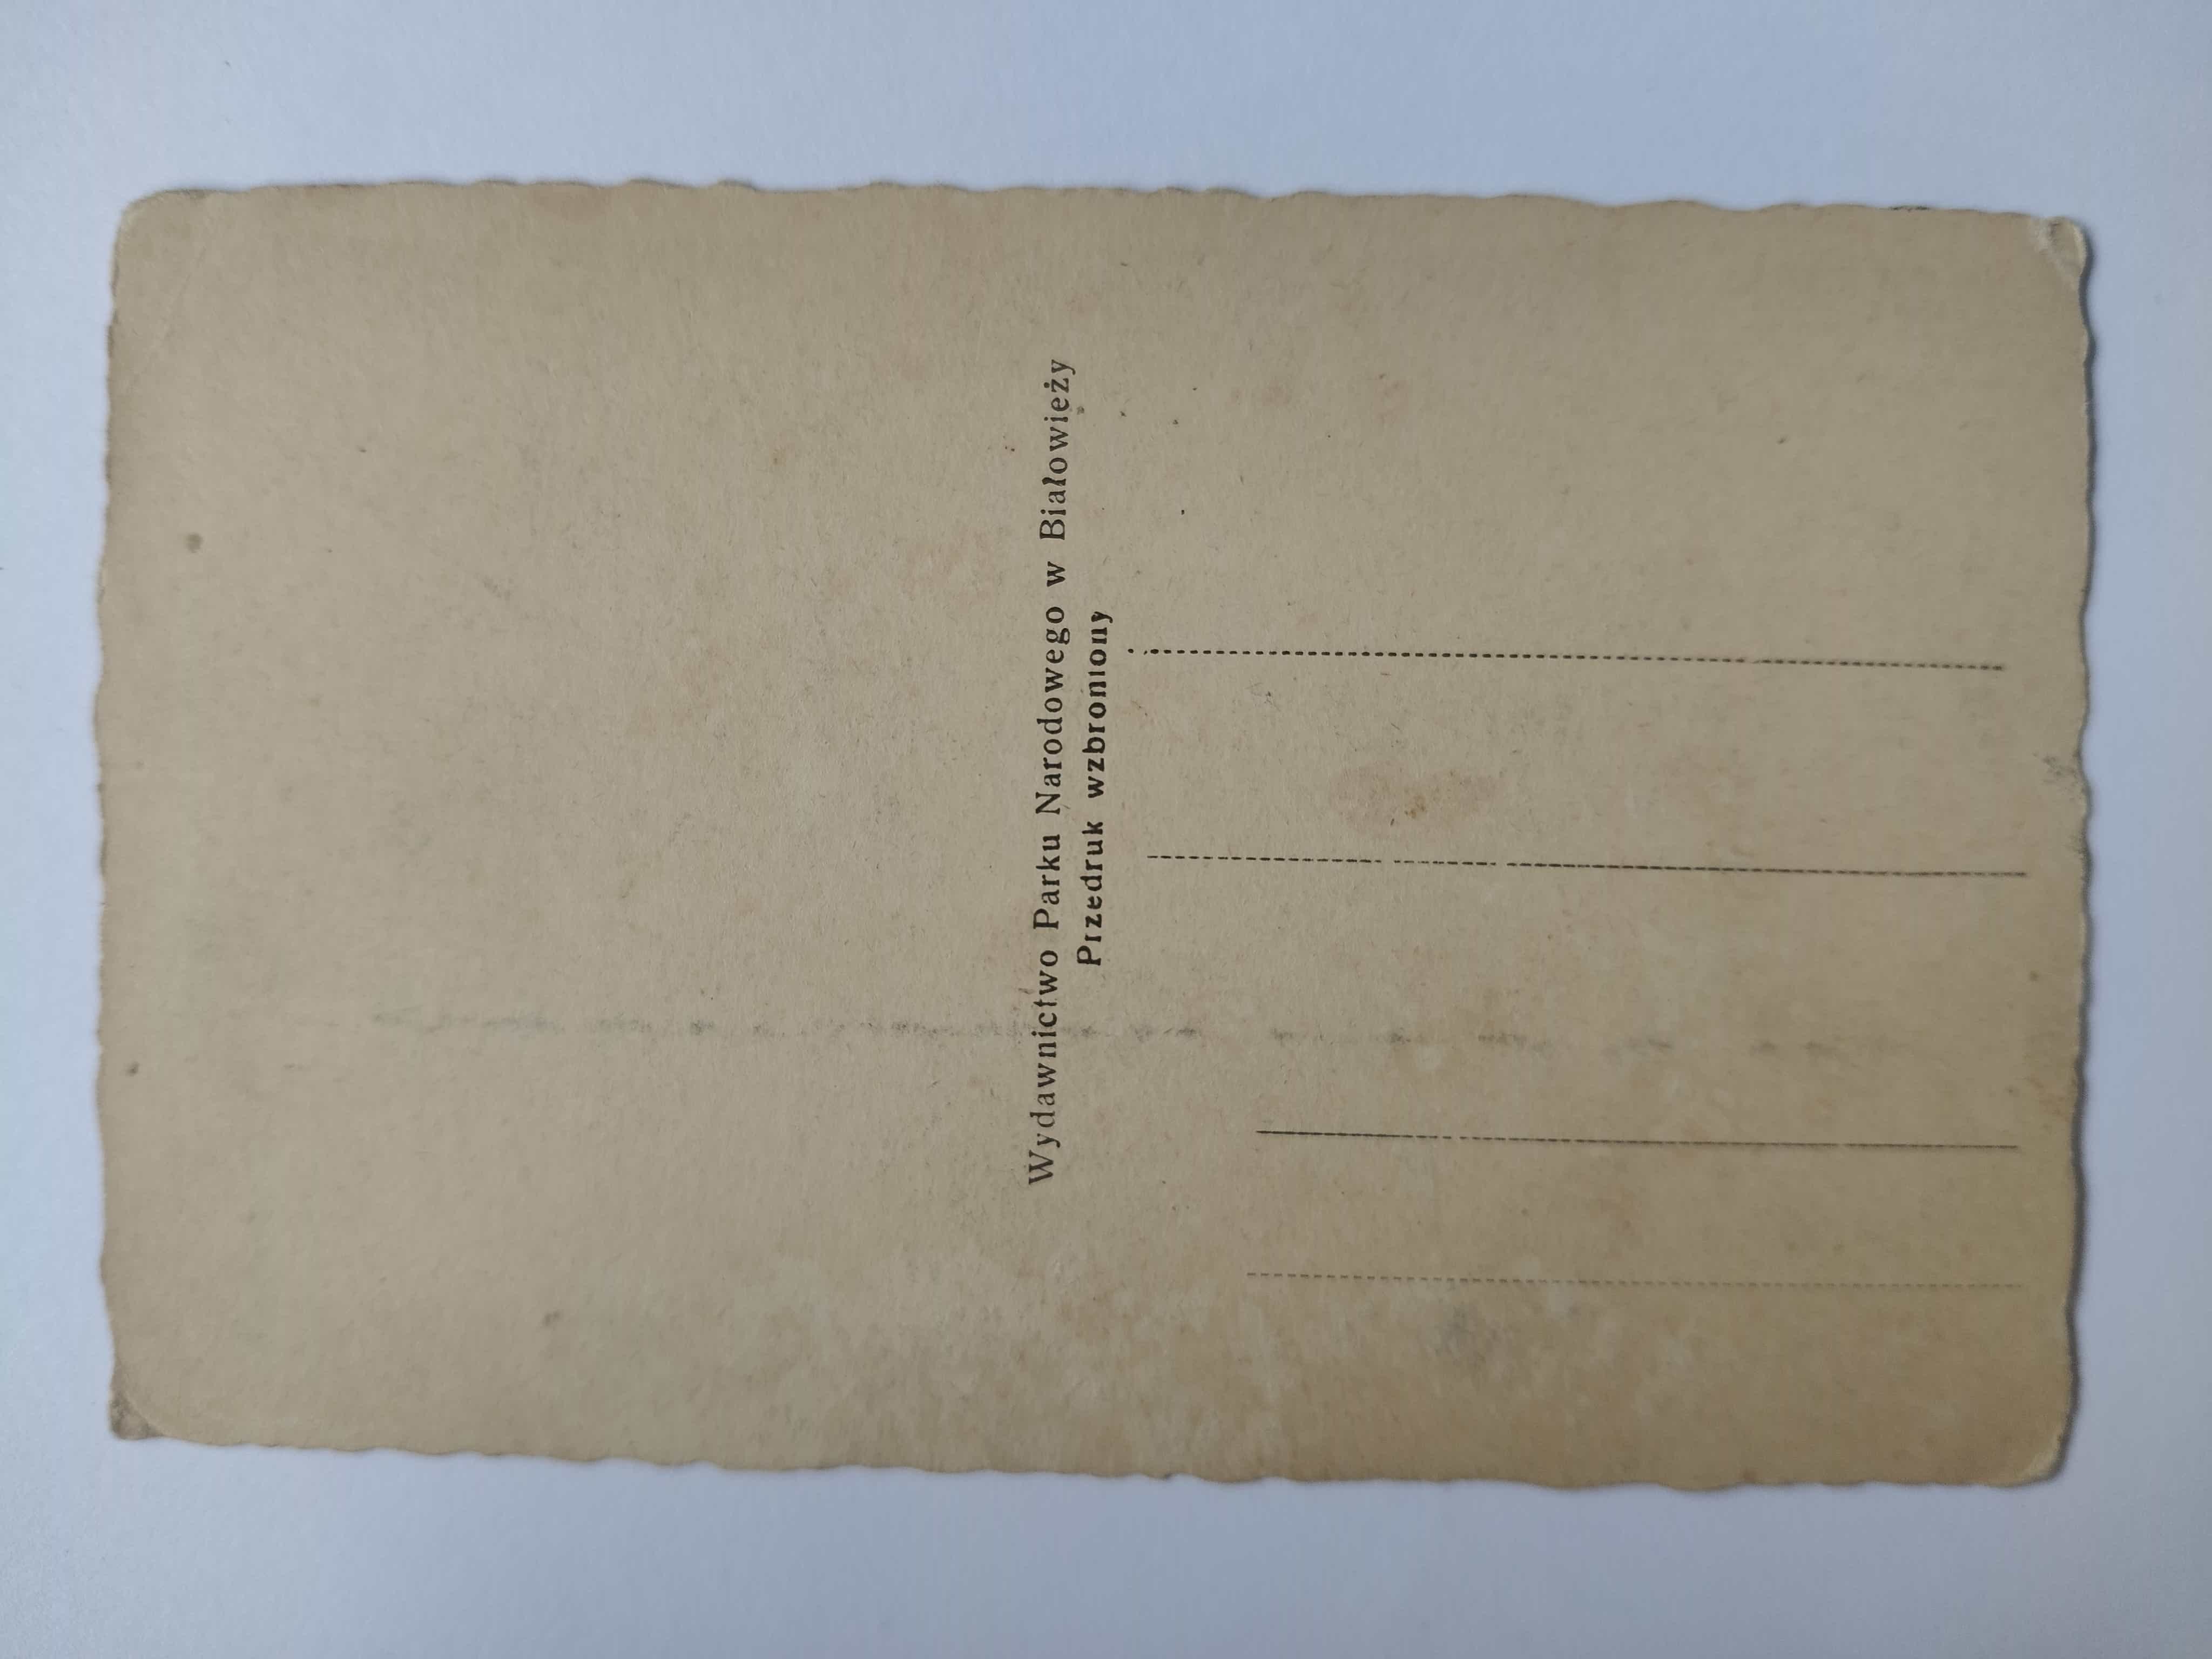 Wydawnictwo Parku Narodowego w Białowieży
Przedruk wzbroniony